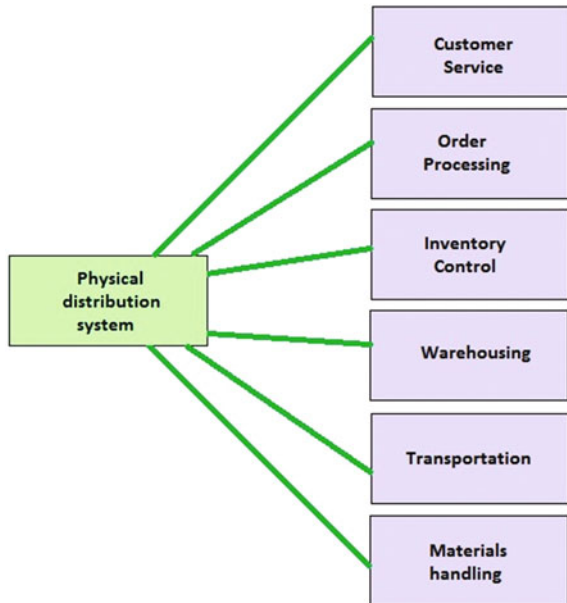 Customer
Service
Order
Processing
Inventory
Control
Physical
distribution
system
Warehousing
Transportation
Materials
handling